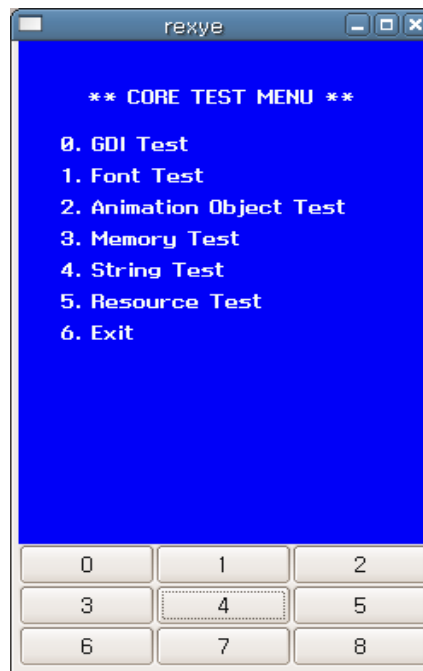 rexye
** CORE TEST MENU **
0. GDI Test
1. Font Test
2. Animation Object Test
3. Memory Test
4. String Test
5. Resource Test
6. Exit
0 1 2
3 4 5
6 7 8